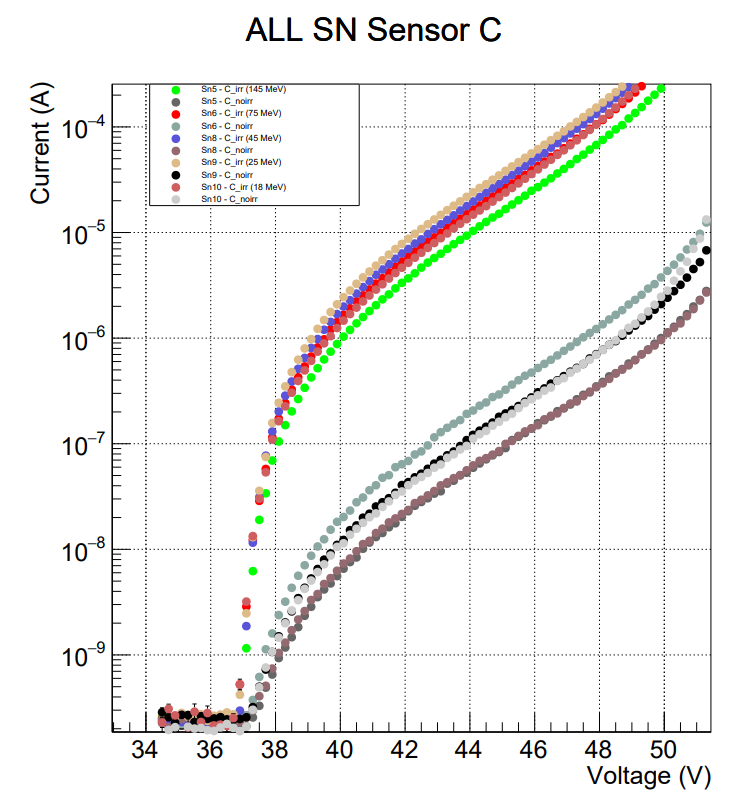 ALL SN Sensor C
Current (A)
Sn5 - C_irr (145 MeV)
Sn5 - C_noirr
Sn6 - C_irr (75 MeV)
Sn6 - C_noirr
Sn8 - C_irr (45 MeV)
Sn8 - C_noirr
Sn9 - C_irr (25 MeV)
Sn9 - C_noirr
Sn10 - C_irr (18 MeV)
Sn10 - C_noirr
10⁻⁴
10⁻⁵
10⁻⁶
10⁻⁷
10⁻⁸
10⁻⁹
34 36 38 40 42 44 46 48 50
Voltage (V)